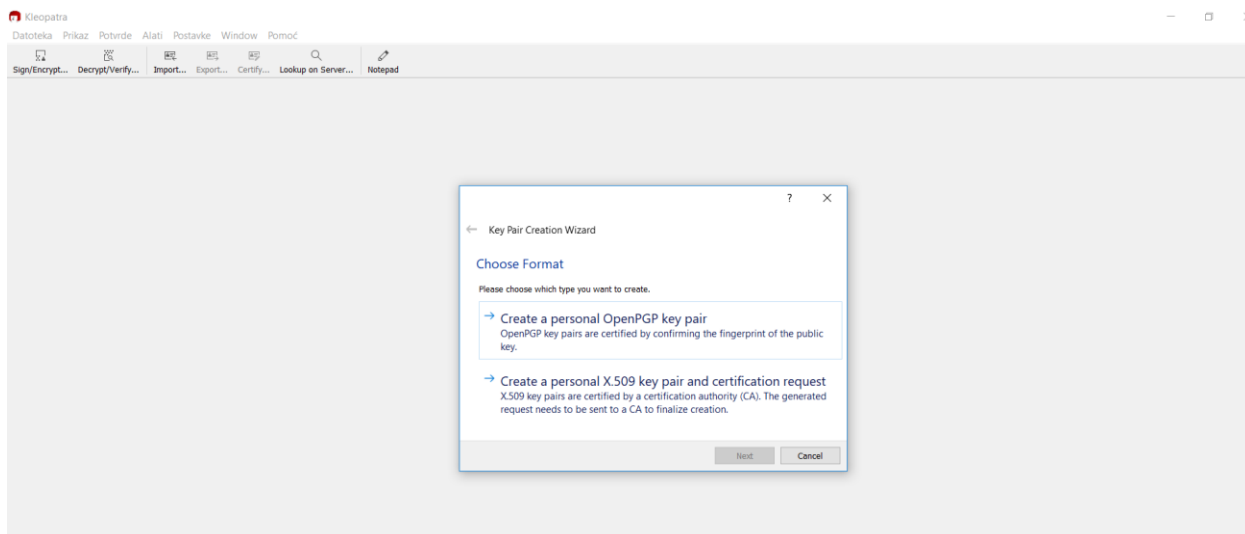 Kleopatra
Datoteka Prikaz Potvrde Alati Postavke Window Pomoć
Sign/Encrypt... Decrypt/Verify... Import... Export... Certify... Lookup on Server... Notepad
?
Key Pair Creation Wizard
Choose Format
Please choose which type you want to create.
Create a personal OpenPGP key pair
OpenPGP key pairs are certified by confirming the fingerprint of the public
key.
Create a personal X.509 key pair and certification request
X.509 key pairs are certified by a certification authority (CA). The generated
request needs to be sent to a CA to finalize creation.
Next Cancel